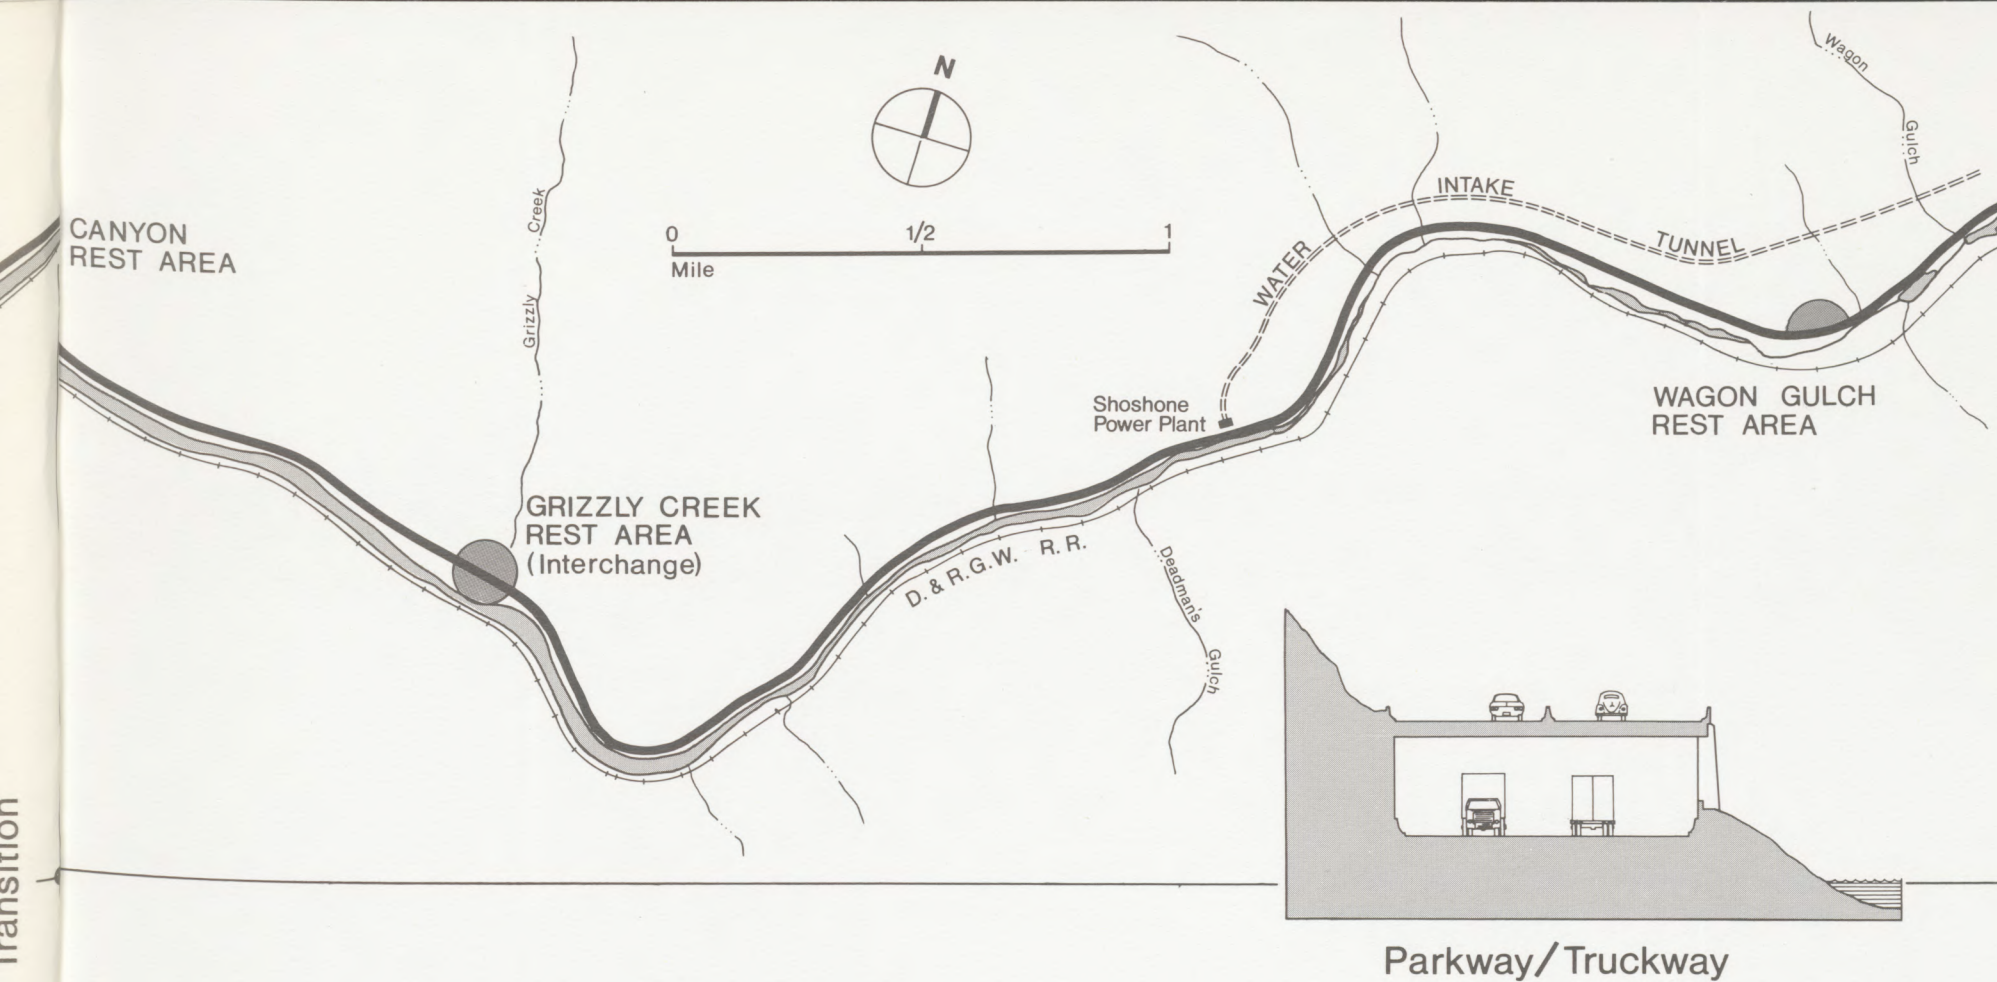 N
Wagon
Gulch
CANYON
REST AREA
Grizzly Creek
0 1/2 1
Mile
WATER INTAKE TUNNEL
Shoshone
Power Plant
WAGON GULCH
REST AREA
GRIZZLY CREEK
REST AREA
(Interchange)
D. & R.G.W. R.R.
Deadman's
Gulch
Transition
Parkway/Truckway